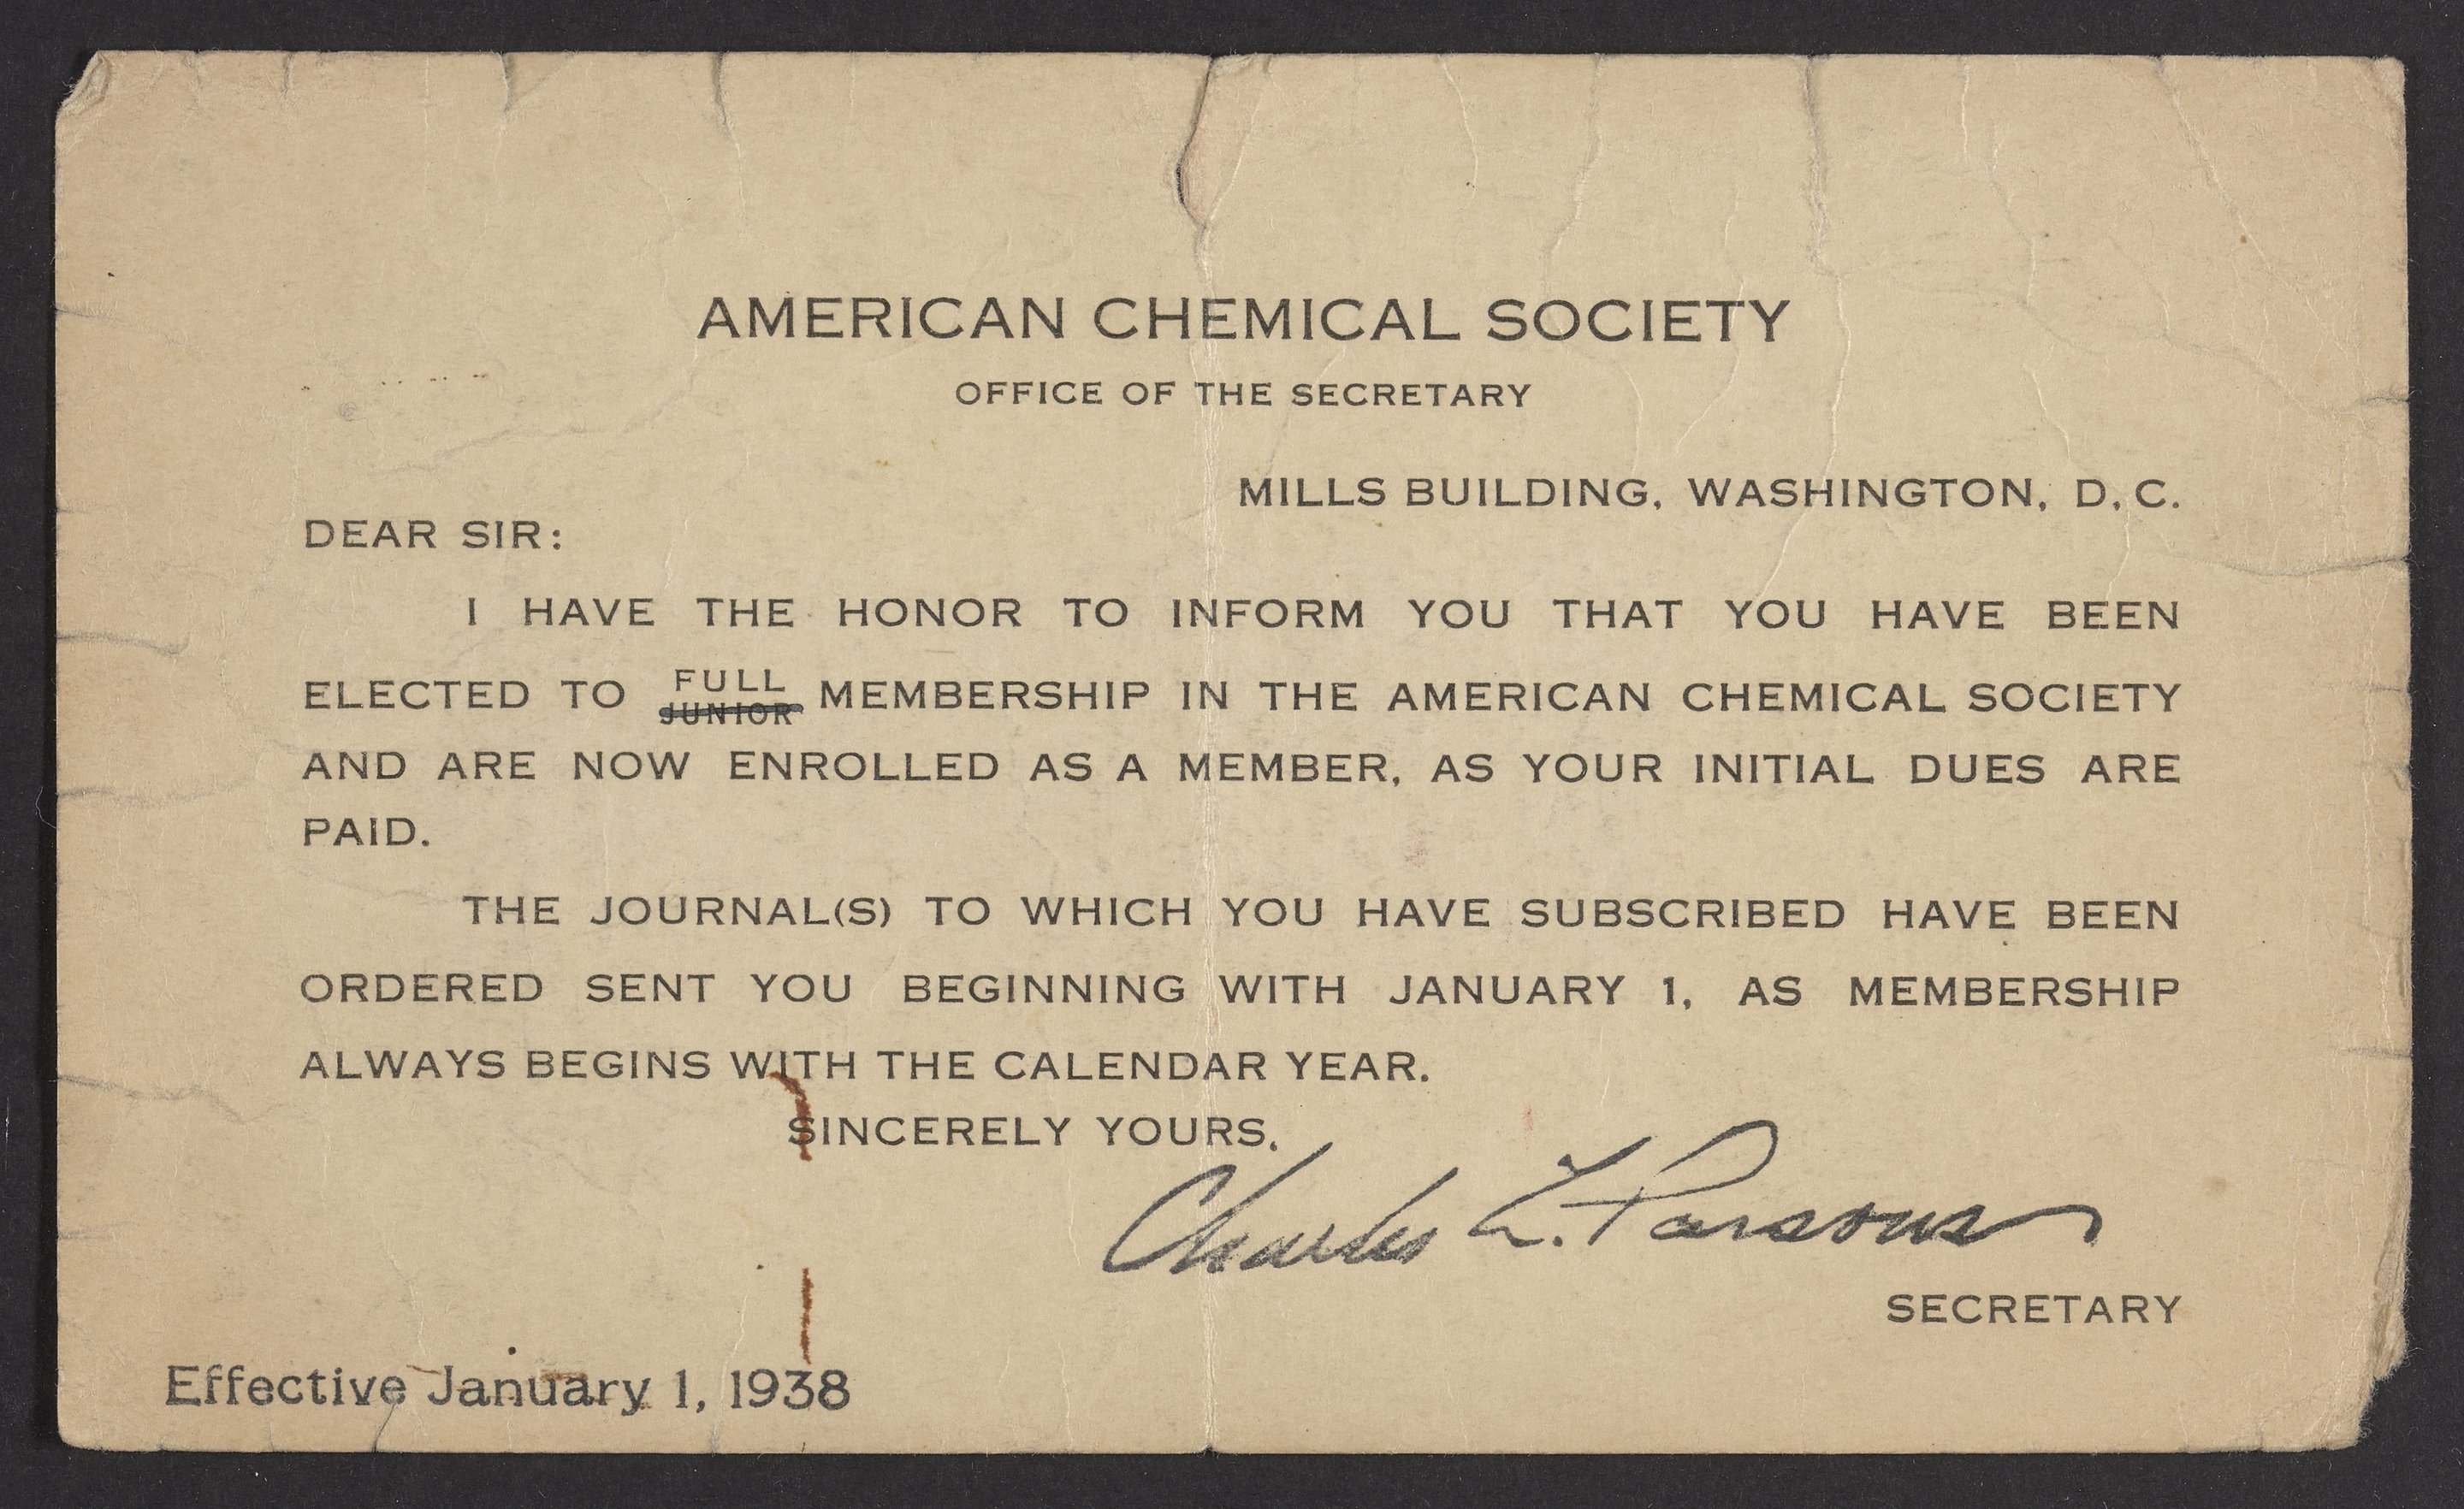 AMERICAN CHEMICAL SOCIETY
OFFICE OF THE SECRETARY
MILLS BUILDING, WASHINGTON, D. C.
DEAR SIR:
I HAVE THE HONOR TO INFORM YOU THAT YOU HAVE BEEN
ELECTED TO FULL JUNIOR MEMBERSHIP IN THE AMERICAN CHEMICAL SOCIETY
AND ARE NOW ENROLLED AS A MEMBER, AS YOUR INITIAL DUES ARE
PAID.
THE JOURNAL(S) TO WHICH YOU HAVE SUBSCRIBED HAVE BEEN
ORDERED SENT YOU BEGINNING WITH JANUARY 1, AS MEMBERSHIP
ALWAYS BEGINS WITH THE CALENDAR YEAR.
SINCERELY YOURS,
Charles L. Parsons
SECRETARY
Effective January 1, 1938